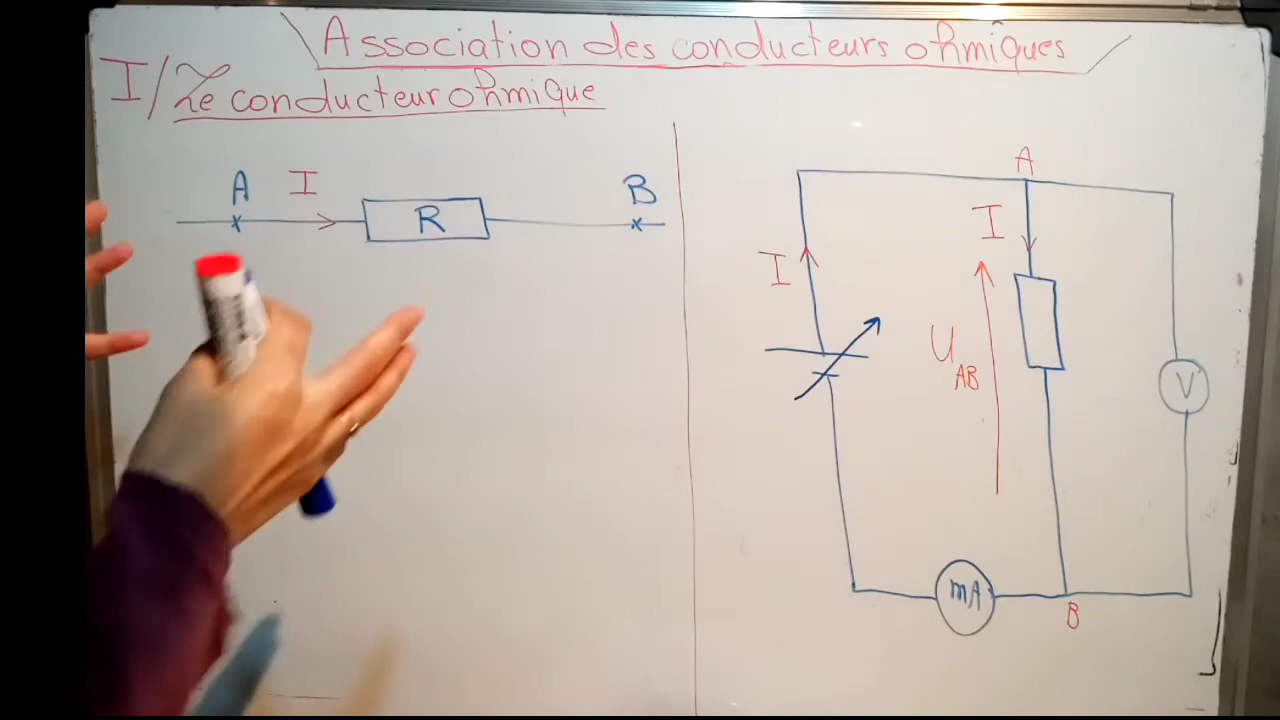 Association des conducteurs ohmiques
I/ Le conducteur ohmique
A I B
R
A
I
I
U AB
V
mA
B